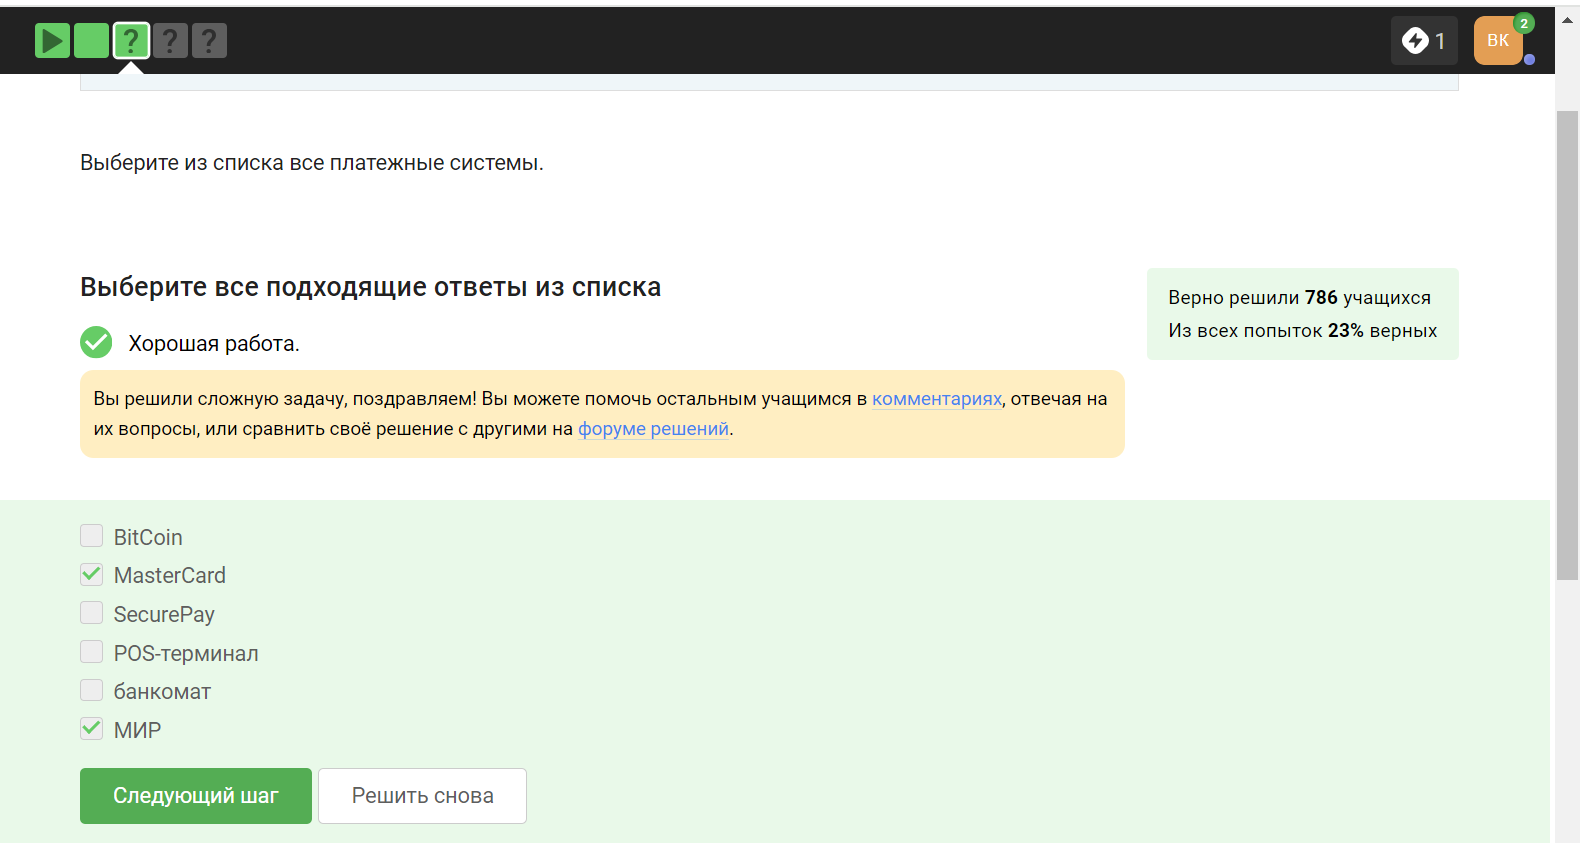 ?
?
?
1
ВК
2
Выберите из списка все платежные системы.
Выберите все подходящие ответы из списка
Верно решили 786 учащихся
Из всех попыток 23% верных
Хорошая работа.
Вы решили сложную задачу, поздравляем! Вы можете помочь остальным учащимся в комментариях, отвечая на
их вопросы, или сравнить своё решение с другими на форуме решений.
BitCoin
MasterCard
SecurePay
POS-терминал
банкомат
МИР
Следующий шаг
Решить снова